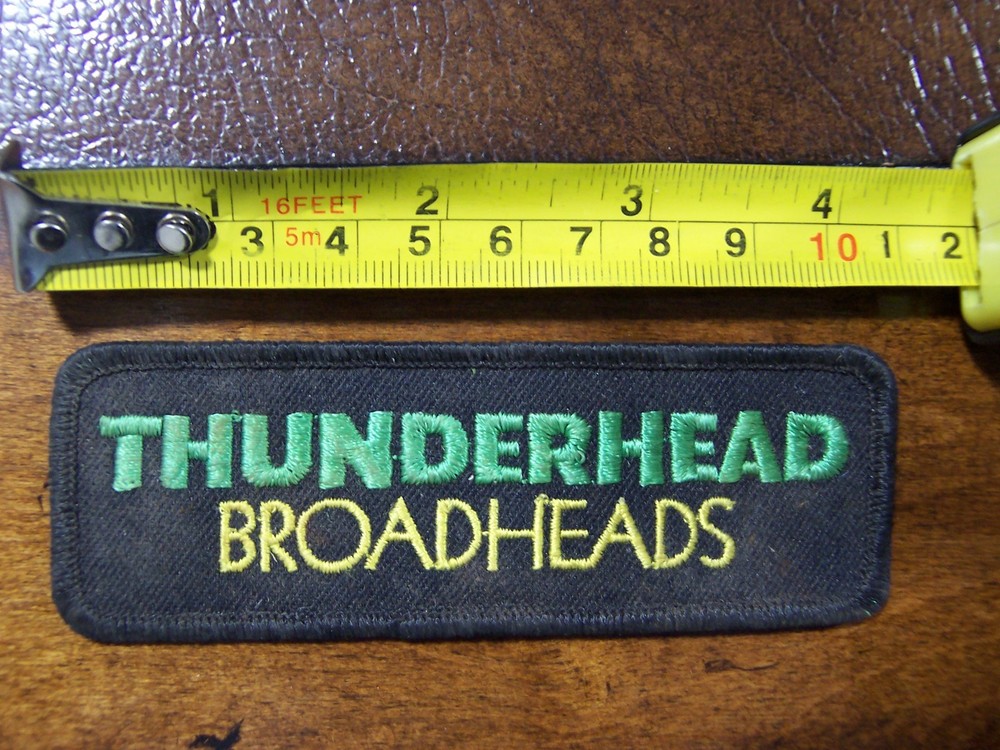 1 16FEET 2 3 4
3 5m 4 5 6 7 8 9 10 1 2
THUNDERHEAD
BROADHEADS